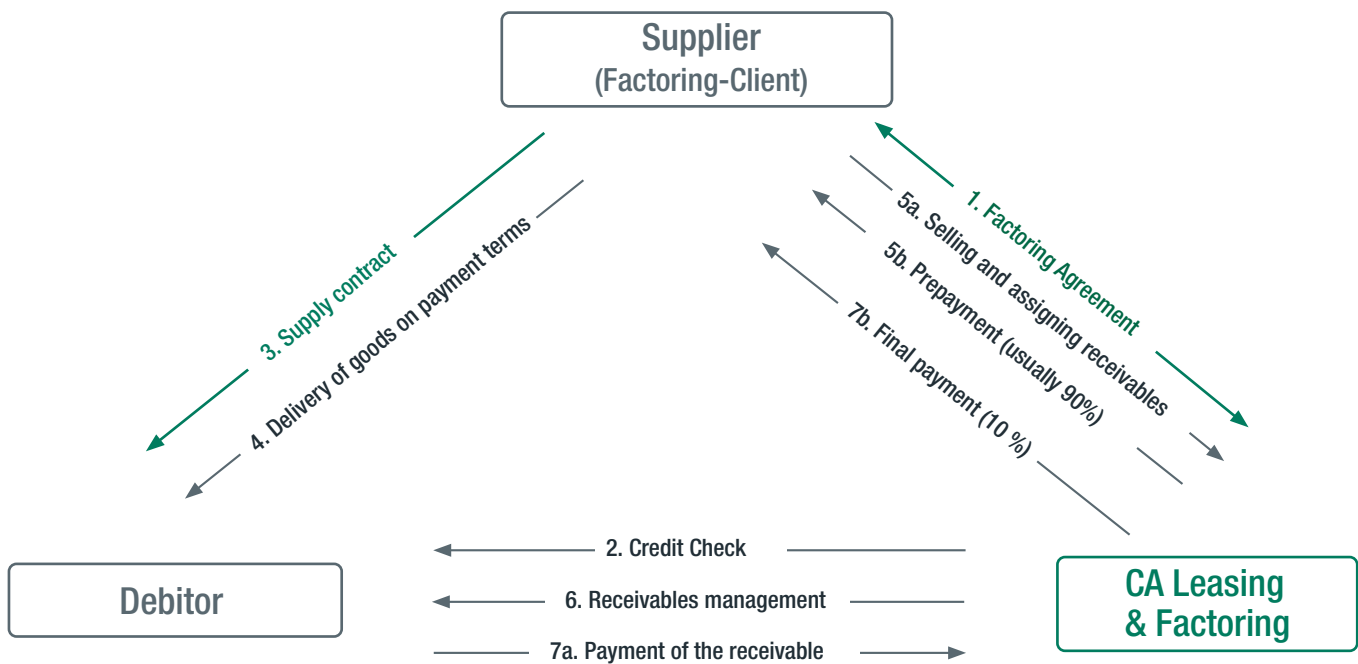 Supplier
(Factoring-Client)
1. Factoring Agreement
5a. Selling and assigning receivables
5b. Prepayment (usually 90%)
7b. Final payment (10 %)
3. Supply contract
4. Delivery of goods on payment terms
2. Credit Check
6. Receivables management
7a. Payment of the receivable
Debitor
CA Leasing
& Factoring